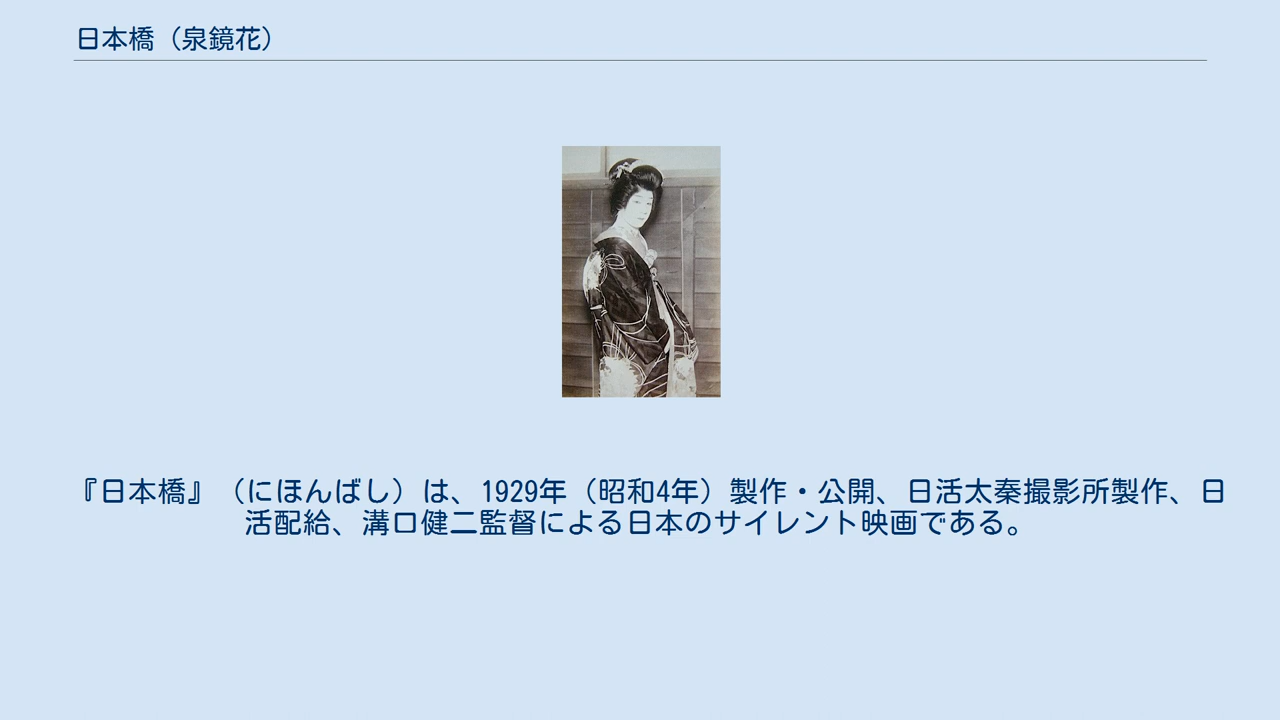 日本橋（泉鏡花）
『日本橋』（にほんばし）は、1929年（昭和4年）製作・公開、日活太秦撮影所製作、日
活配給、溝口健二監督による日本のサイレント映画である。